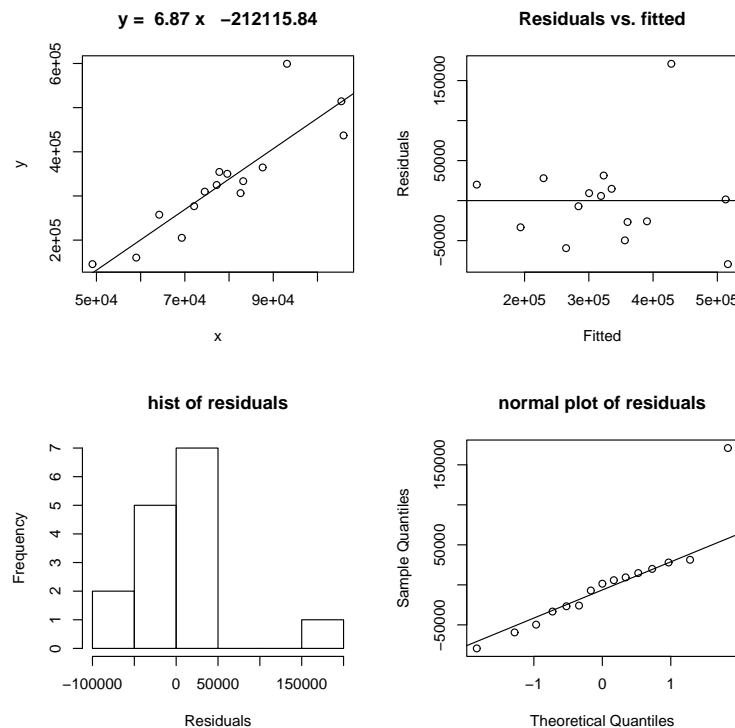 y =  6.87 x   −212115.84
y
2e+05
4e+05
6e+05
5e+04
7e+04
9e+04
x
Residuals vs. fitted
Residuals
−50000
50000
150000
2e+05
3e+05
4e+05
5e+05
Fitted
hist of residuals
Frequency
0
1
2
3
4
5
6
7
−100000
0
50000
150000
Residuals
normal plot of residuals
Sample Quantiles
−50000
50000
150000
−1
0
1
Theoretical Quantiles